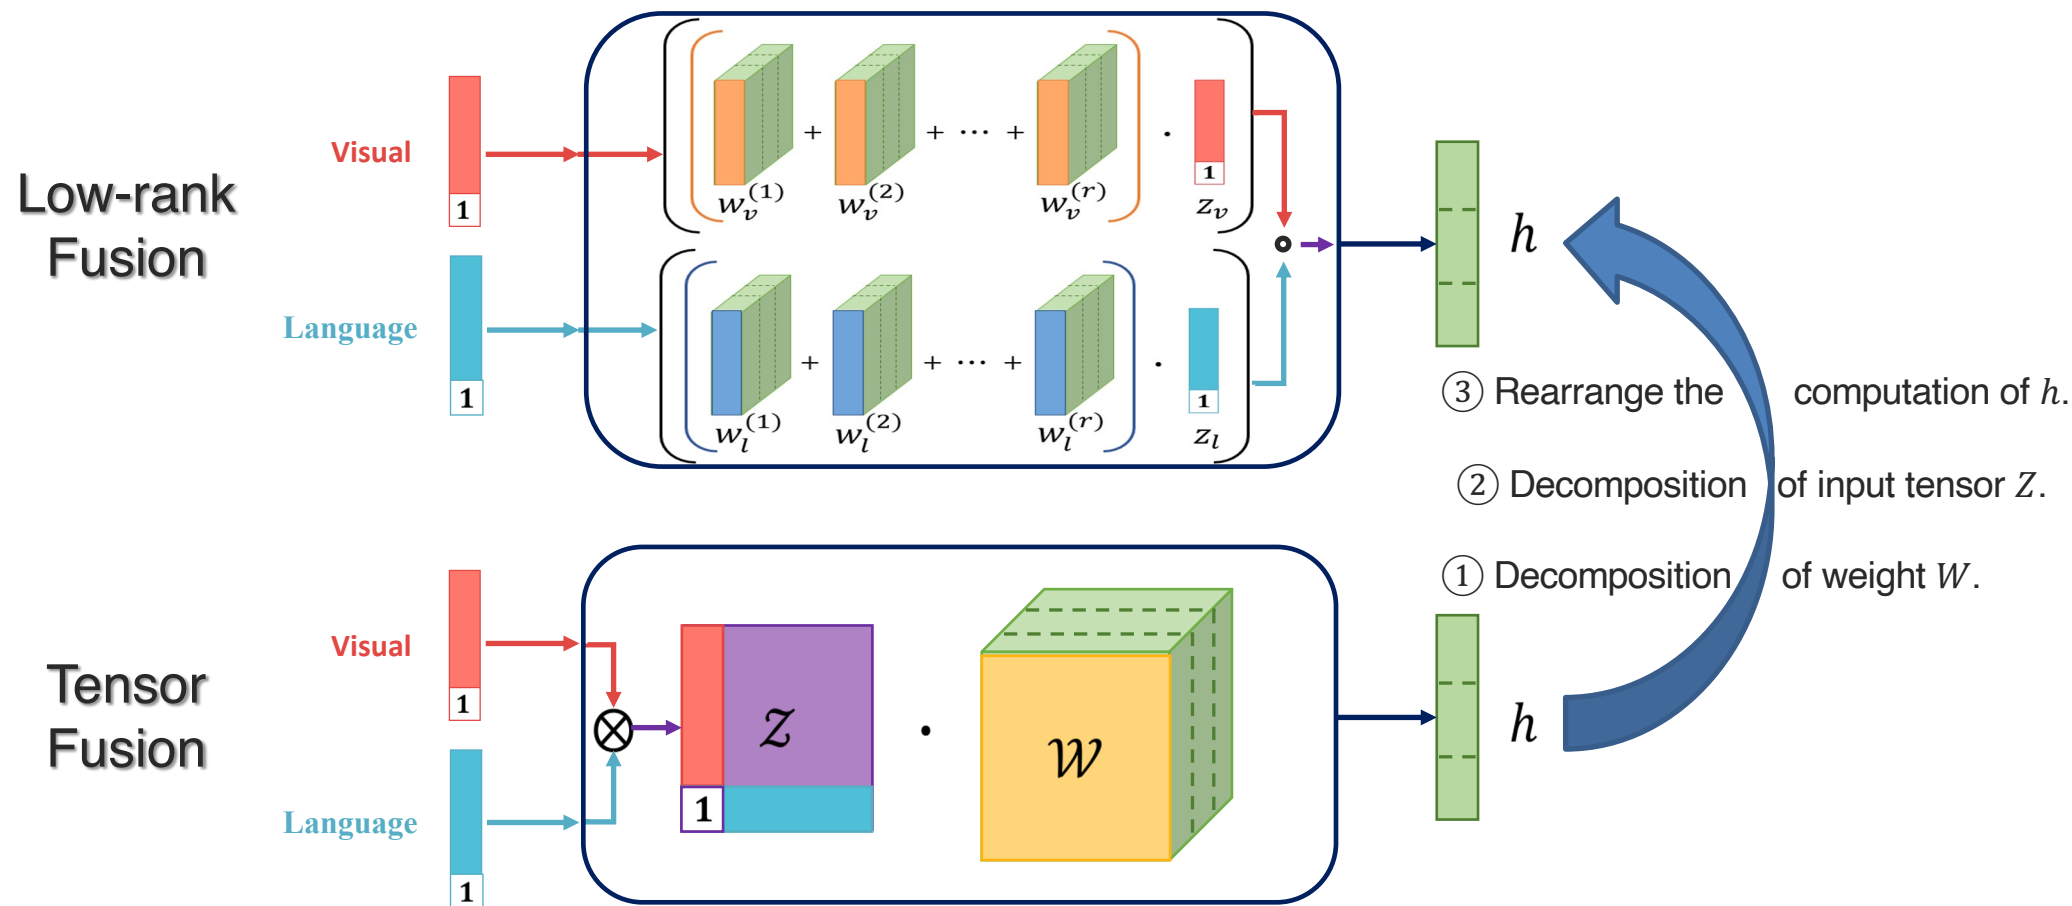 Low-rank
Fusion
Visual
1
Language
1
w_v^{(1)} + w_v^{(2)} + ⋯ + w_v^{(r)} · 1 z_v
w_l^{(1)} + w_l^{(2)} + ⋯ + w_l^{(r)} · 1 z_l
h
③ Rearrange the computation of h.
② Decomposition of input tensor Z.
① Decomposition of weight W.
Tensor
Fusion
Visual
1
Language
1
⊗
Z
1
·
W
h